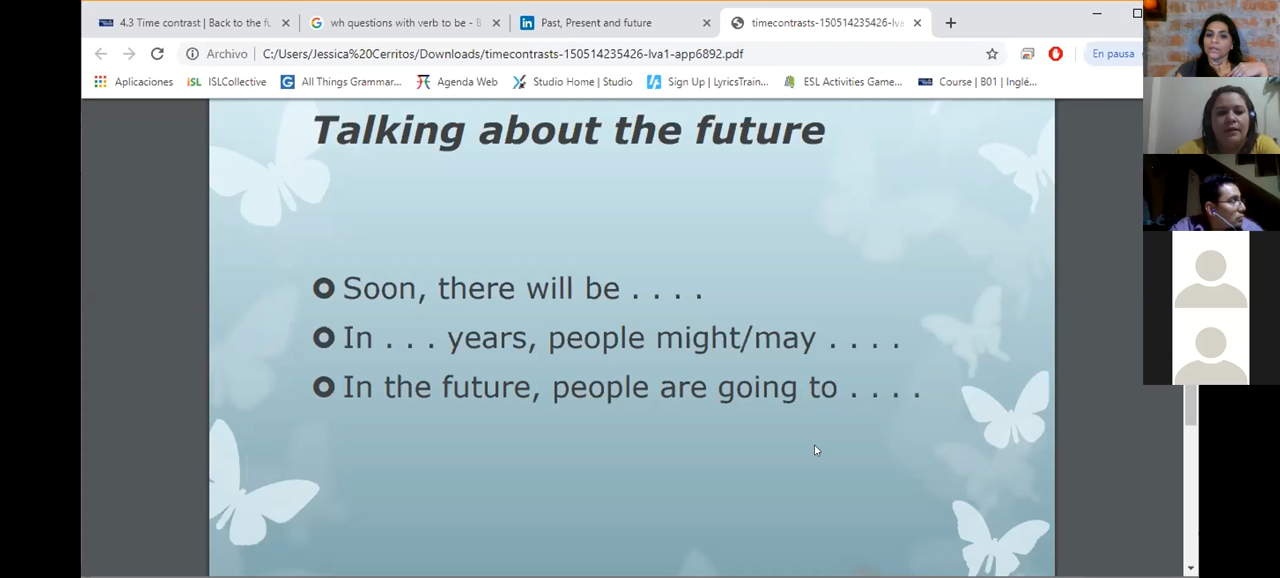 4.3 Time contrast | Back to the fu
wh questions with verb to be - B
Past, Present and future
timecontrasts-150514235426-lva
Archivo
C:/Users/Jessica%20Cerritos/Downloads/timecontrasts-150514235426-lva1-app6892.pdf
En pausa
Aplicaciones
iSL ISLCollective
All Things Grammar...
Agenda Web
Studio Home | Studio
Sign Up | LyricsTrain...
ESL Activities Game...
Course | B01 | Inglé...
Talking about the future
Soon, there will be . . . .
In . . . years, people might/may . . . .
In the future, people are going to . . . .